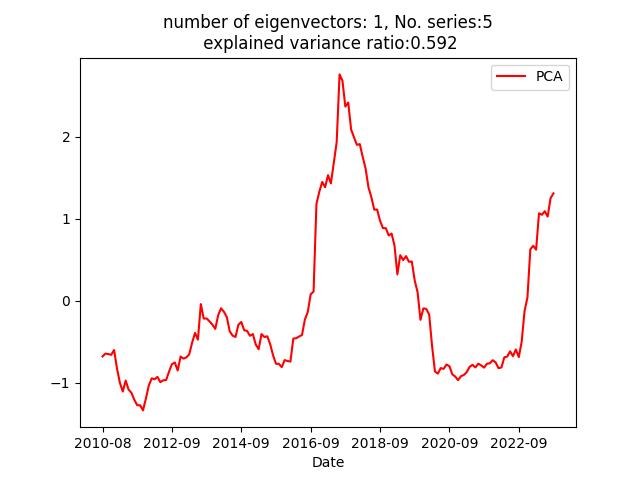 number of eigenvectors: 1, No. series:5
explained variance ratio:0.592
PCA
2
1
0
−1
2010-08 2012-09 2014-09 2016-09 2018-09 2020-09 2022-09
Date